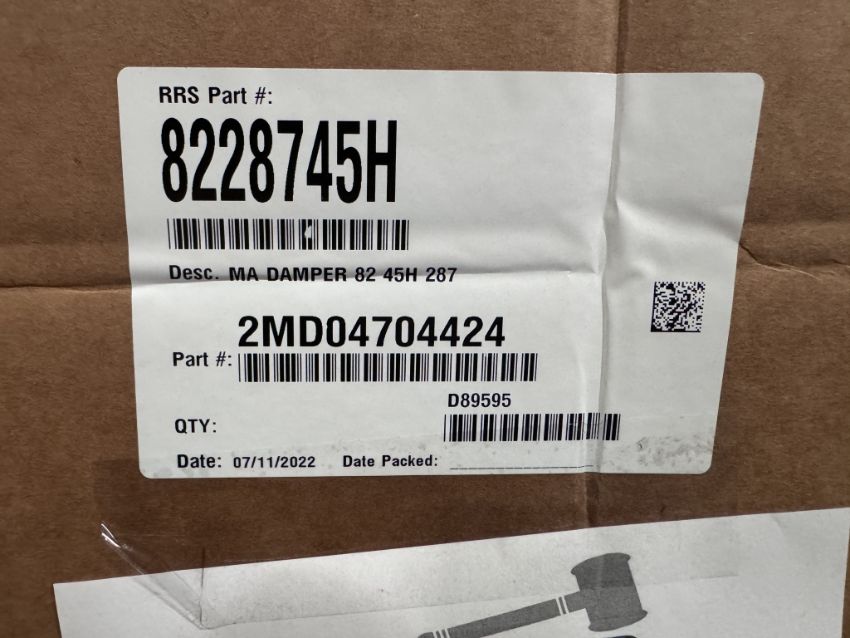 RRS Part #:
8228745H
Desc. MA DAMPER 82 45H 287
2MD04704424
Part #:
D89595
QTY:
Date: 07/11/2022 Date Packed: